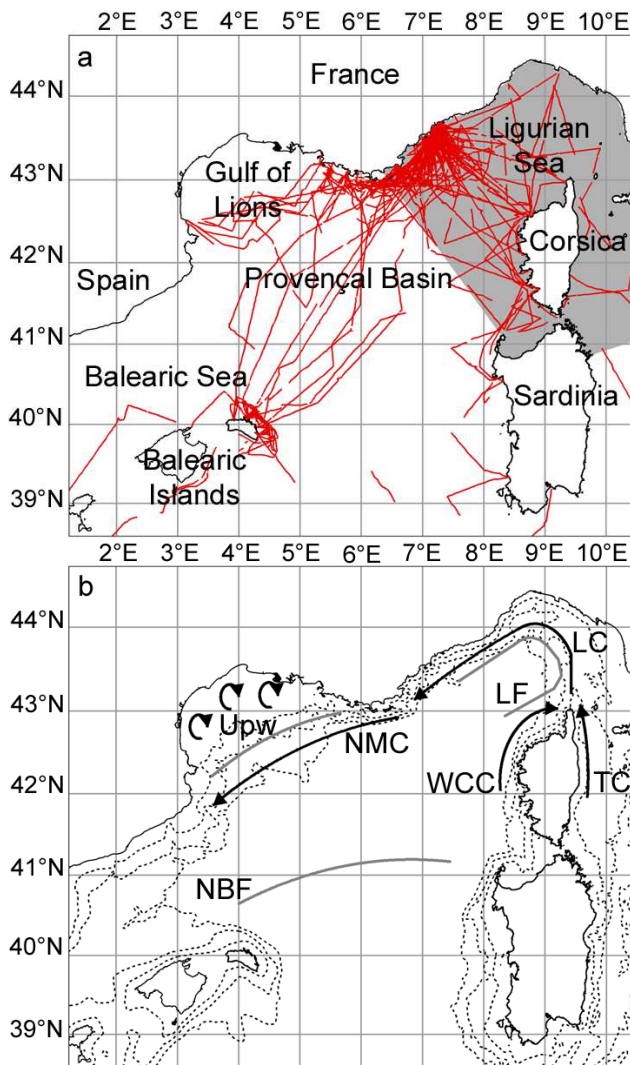 2°E 3°E 4°E 5°E 6°E 7°E 8°E 9°E 10°E
a
44°N
43°N
42°N
41°N
40°N
39°N
France
Ligurian
Sea
Gulf of
Lions
Corsica
Spain
Provençal Basin
Balearic Sea
Sardinia
Balearic
Islands
2°E 3°E 4°E 5°E 6°E 7°E 8°E 9°E 10°E
b
44°N
43°N
42°N
41°N
40°N
39°N
LC
LF
Upw
NMC
WCC
TC
NBF